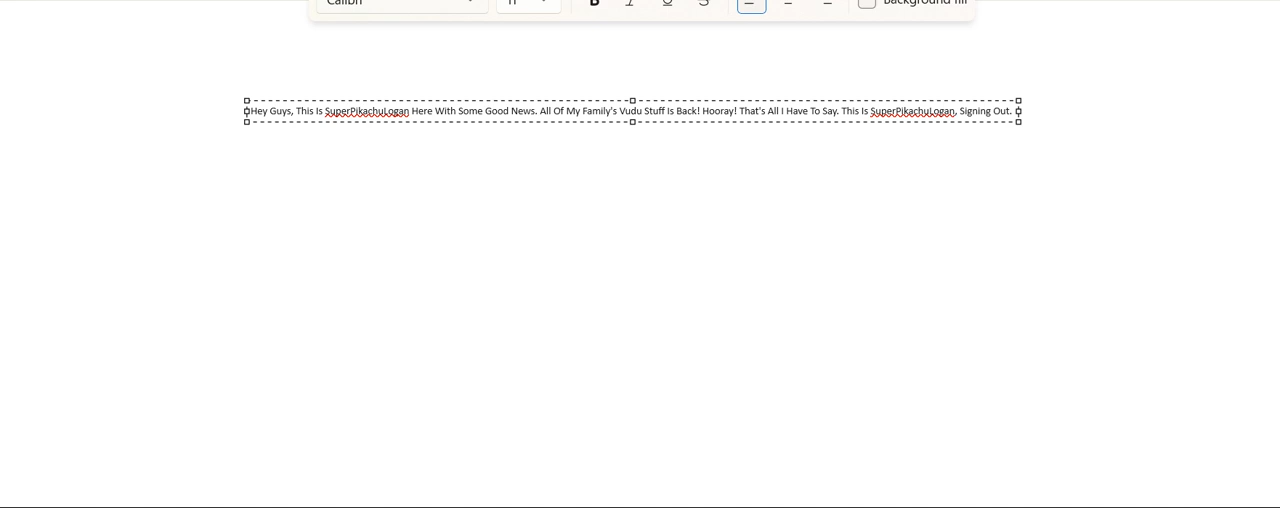 Calibri
11
B I U S
Background fill
Hey Guys, This Is SuperPikachuLogan Here With Some Good News. All Of My Family's Vudu Stuff Is Back! Hooray! That's All I Have To Say. This Is SuperPikachuLogan, Signing Out.